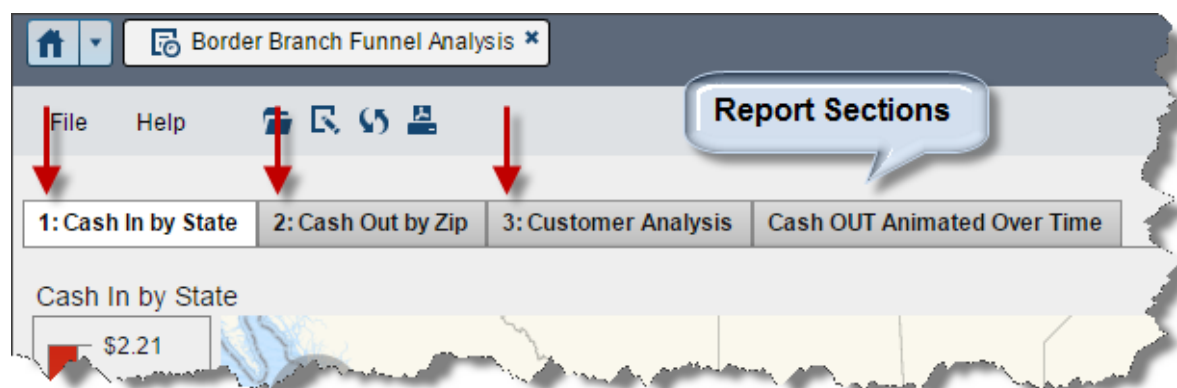 Border Branch Funnel Analysis
File Help
Report Sections
1: Cash In by State 2: Cash Out by Zip 3: Customer Analysis Cash OUT Animated Over Time
Cash In by State
$2.21